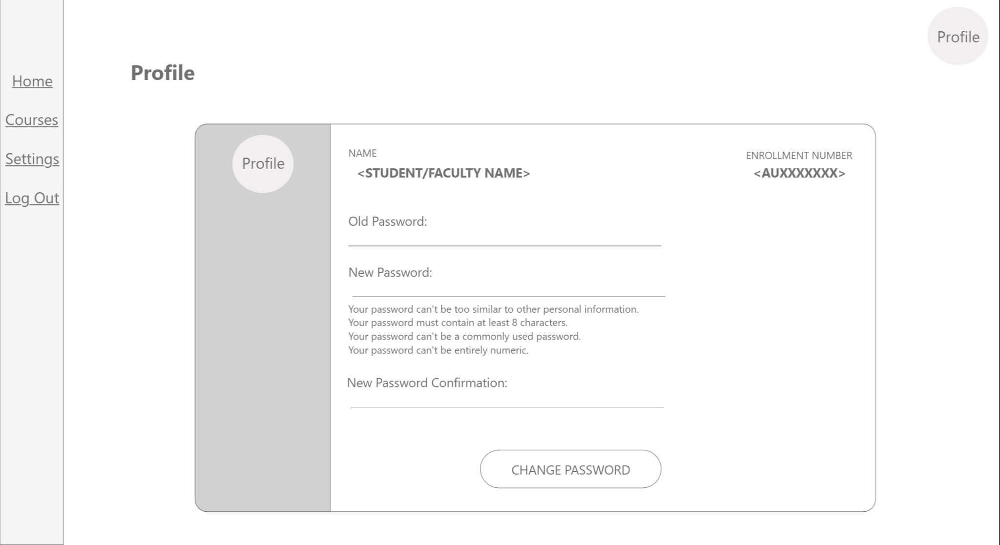 Profile
Home
Courses
Settings
Log Out
Profile
Profile
NAME
<STUDENT/FACULTY NAME>
ENROLLMENT NUMBER
<AUXXXXXXX>
Old Password:
New Password:
Your password can't be too similar to other personal information.
Your password must contain at least 8 characters.
Your password can't be a commonly used password.
Your password can't be entirely numeric.
New Password Confirmation:
CHANGE PASSWORD